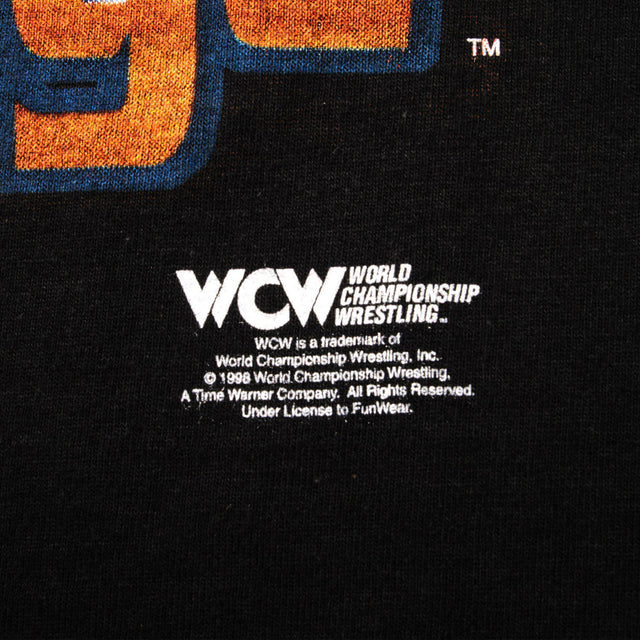 TM
WCW WORLD
CHAMPIONSHIP
WRESTLING™
WCW is a trademark of
World Championship Wrestling, Inc.
© 1998 World Championship Wrestling,
A Time Warner Company. All Rights Reserved.
Under License to FunWear.